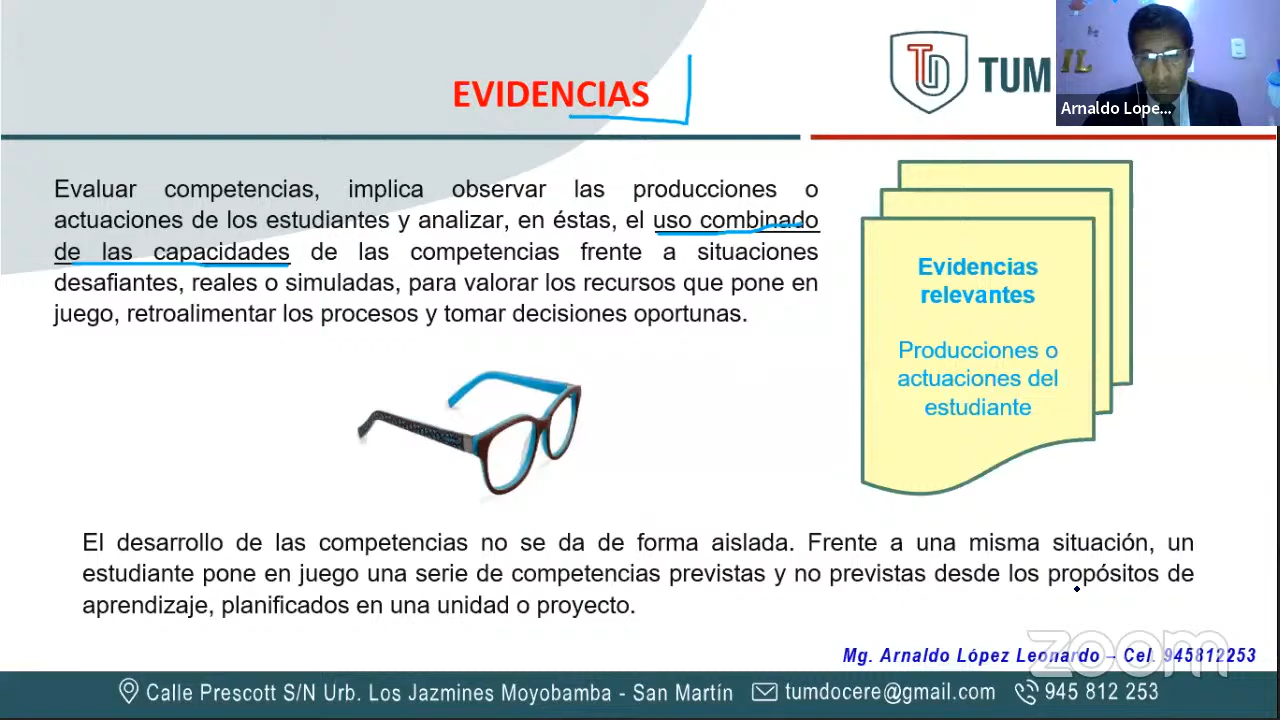 EVIDENCIAS
TUM
IL
Arnaldo Lope...
Evaluar competencias, implica observar las producciones o
actuaciones de los estudiantes y analizar, en éstas, el uso combinado
de las capacidades de las competencias frente a situaciones
desafiantes, reales o simuladas, para valorar los recursos que pone en
juego, retroalimentar los procesos y tomar decisiones oportunas.
Evidencias
relevantes
Producciones o
actuaciones del
estudiante
El desarrollo de las competencias no se da de forma aislada. Frente a una misma situación, un
estudiante pone en juego una serie de competencias previstas y no previstas desde los propósitos de
aprendizaje, planificados en una unidad o proyecto.
zoom
Mg. Arnaldo López Leonardo – Cel. 945812253
Calle Prescott S/N Urb. Los Jazmines Moyobamba - San Martín tumdocere@gmail.com 945 812 253